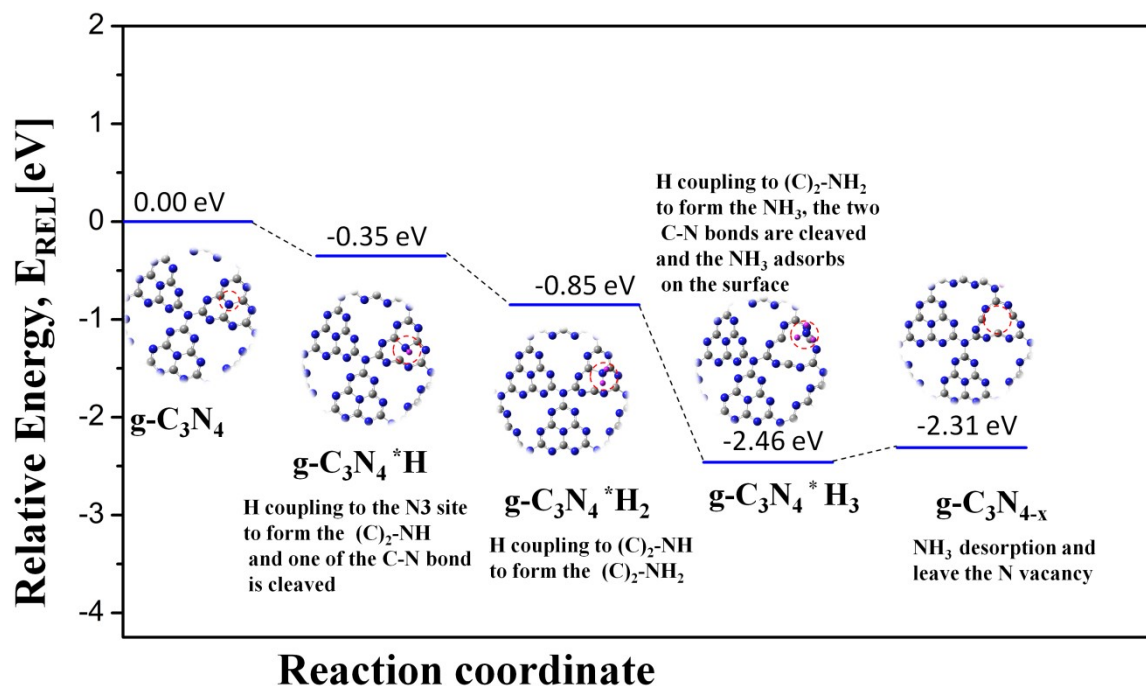 2
1
0
-1
-2
-3
-4
Relative Energy, E_REL[eV]
0.00 eV
g-C₃N₄
-0.35 eV
g-C₃N₄ *H
H coupling to the N3 site
to form the (C)₂-NH
and one of the C-N bond
is cleaved
-0.85 eV
g-C₃N₄ *H₂
H coupling to (C)₂-NH
to form the (C)₂-NH₂
H coupling to (C)₂-NH₂
to form the NH₃, the two
C-N bonds are cleaved
and the NH₃ adsorbs
on the surface
-2.46 eV
g-C₃N₄ * H₃
-2.31 eV
g-C₃N₄₋ₓ
NH₃ desorption and
leave the N vacancy
Reaction coordinate